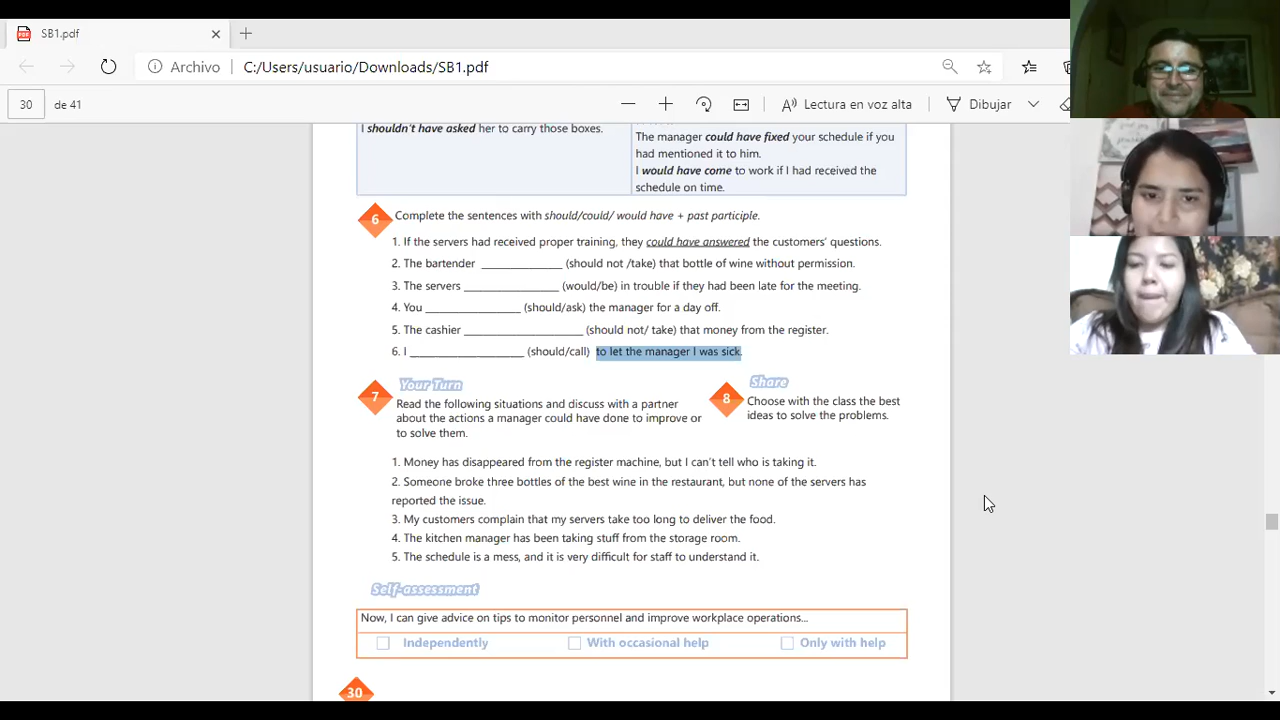 SB1.pdf
Archivo C:/Users/usuario/Downloads/SB1.pdf
30 de 41 Lectura en voz alta Dibujar
I shouldn't have asked her to carry those boxes.
The manager could have fixed your schedule if you
had mentioned it to him.
I would have come to work if I had received the
schedule on time.
6 Complete the sentences with should/could/ would have + past participle.
1. If the servers had received proper training, they could have answered the customers' questions.
2. The bartender ______________ (should not /take) that bottle of wine without permission.
3. The servers ________________ (would/be) in trouble if they had been late for the meeting.
4. You ________________ (should/ask) the manager for a day off.
5. The cashier ____________________ (should not/ take) that money from the register.
6. I ___________________ (should/call) to let the manager I was sick.
7 Your Turn
Read the following situations and discuss with a partner
about the actions a manager could have done to improve or
to solve them.
8 Share
Choose with the class the best
ideas to solve the problems.
1. Money has disappeared from the register machine, but I can't tell who is taking it.
2. Someone broke three bottles of the best wine in the restaurant, but none of the servers has
reported the issue.
3. My customers complain that my servers take too long to deliver the food.
4. The kitchen manager has been taking stuff from the storage room.
5. The schedule is a mess, and it is very difficult for staff to understand it.
Self-assessment
Now, I can give advice on tips to monitor personnel and improve workplace operations...
Independently With occasional help Only with help
30